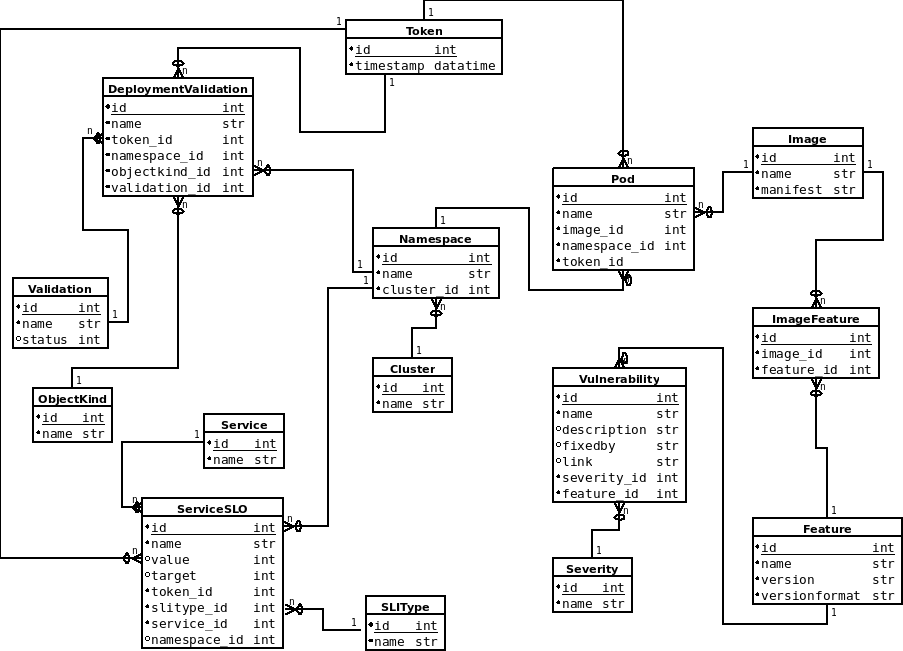 1
1
Token
id int
timestamp datatime
1
n
DeploymentValidation
id int
name str
token_id int
namespace_id int
objectkind_id int
validation_id int
n
n
n
n
Pod
id int
name str
image_id int
namespace_id int
token_id
n
n
Image
id int
name str
manifest str
1
1
1
Namespace
id int
name str
cluster_id int
1
1
n
Validation
id int
name str
status int
1
n
ImageFeature
id int
image_id int
feature_id int
n
1
Cluster
id int
name str
1
ObjectKind
id int
name str
n
Vulnerability
id int
name str
description str
fixedby str
link str
severity_id int
feature_id int
n
1
Service
id int
name str
n
ServiceSLO
id int
name str
value int
target int
token_id int
slitype_id int
service_id int
namespace_id int
n
n
n
1
SLIType
id int
name str
1
Severity
id int
name str
1
Feature
id int
name str
version str
versionformat str
1